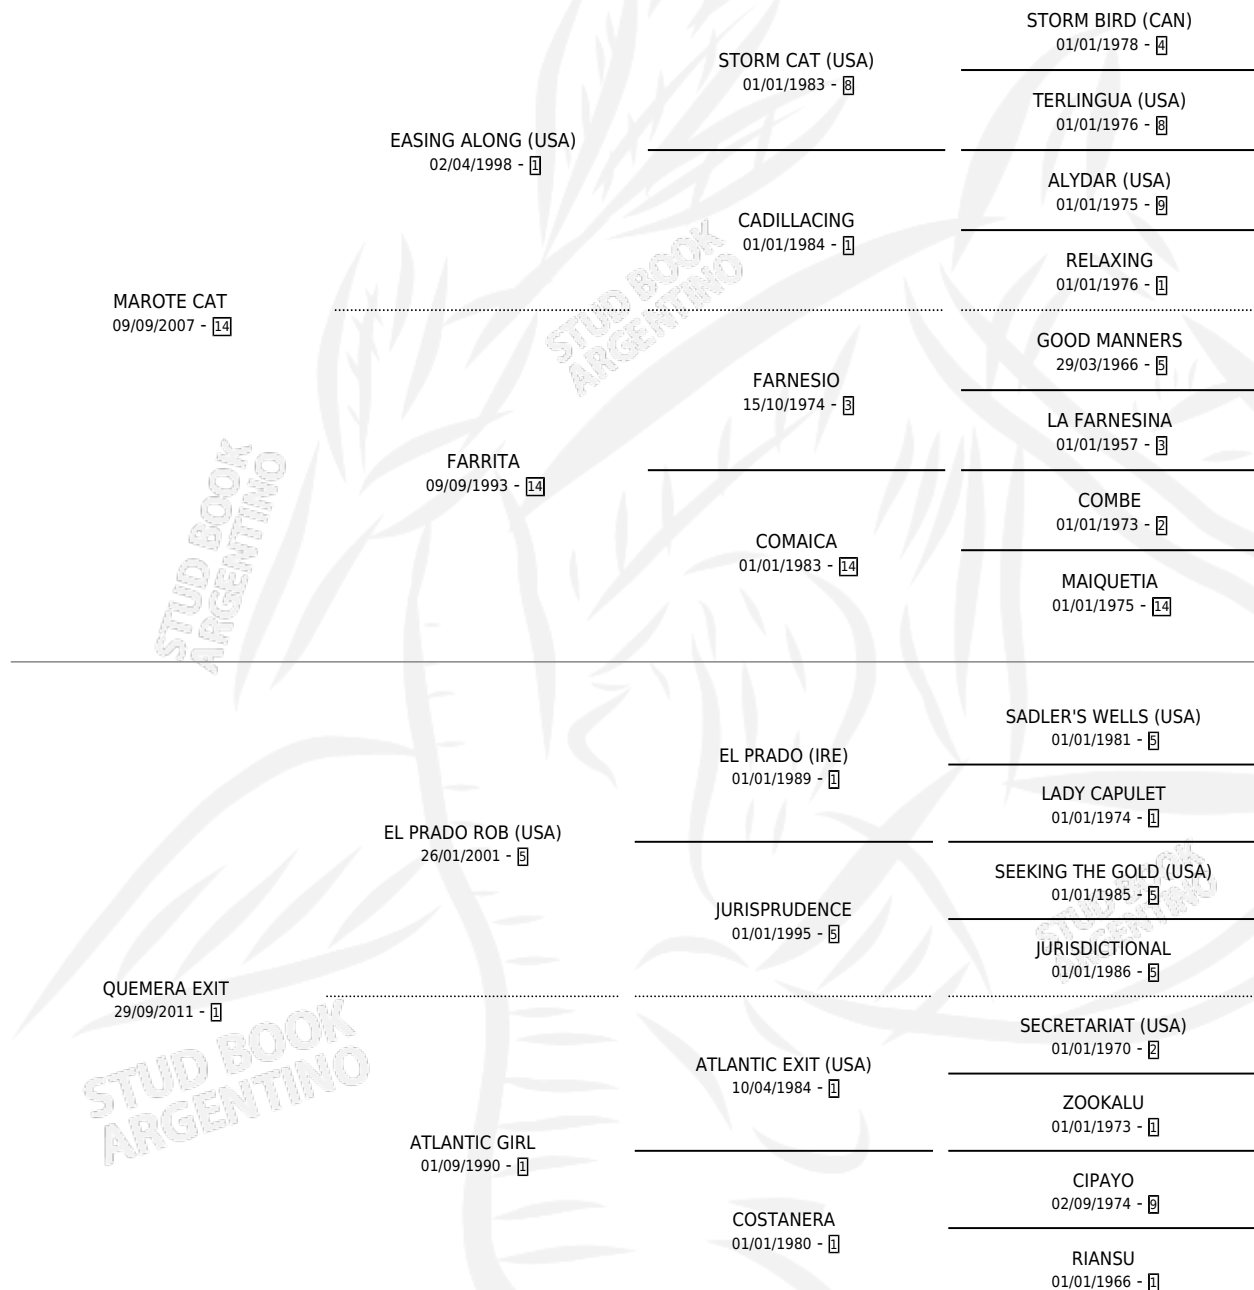 STORM BIRD (CAN)
01/01/1978 - 4
STORM CAT (USA)
01/01/1983 - 8
TERLINGUA (USA)
01/01/1976 - 8
EASING ALONG (USA)
02/04/1998 - 1
ALYDAR (USA)
01/01/1975 - 9
CADILLACING
01/01/1984 - 1
RELAXING
01/01/1976 - 1
MAROTE CAT
09/09/2007 - 14
GOOD MANNERS
29/03/1966 - 5
FARNESIO
15/10/1974 - 3
LA FARNESINA
01/01/1957 - 3
FARRITA
09/09/1993 - 14
COMBE
01/01/1973 - 2
COMAICA
01/01/1983 - 14
MAIQUETIA
01/01/1975 - 14
SADLER'S WELLS (USA)
01/01/1981 - 5
EL PRADO (IRE)
01/01/1989 - 1
LADY CAPULET
01/01/1974 - 1
EL PRADO ROB (USA)
26/01/2001 - 5
SEEKING THE GOLD (USA)
01/01/1985 - 5
JURISPRUDENCE
01/01/1995 - 5
JURISDICTIONAL
01/01/1986 - 5
QUEMERA EXIT
29/09/2011 - 1
SECRETARIAT (USA)
01/01/1970 - 2
ATLANTIC EXIT (USA)
10/04/1984 - 1
ZOOKALU
01/01/1973 - 1
ATLANTIC GIRL
01/09/1990 - 1
CIPAYO
02/09/1974 - 9
COSTANERA
01/01/1980 - 1
RIANSU
01/01/1966 - 1
STUD BOOK
ARGENTINO
STUD BOOK
ARGENTINO
STUD BOOK
ARGENTINO
STUD BOOK
ARGENTINO